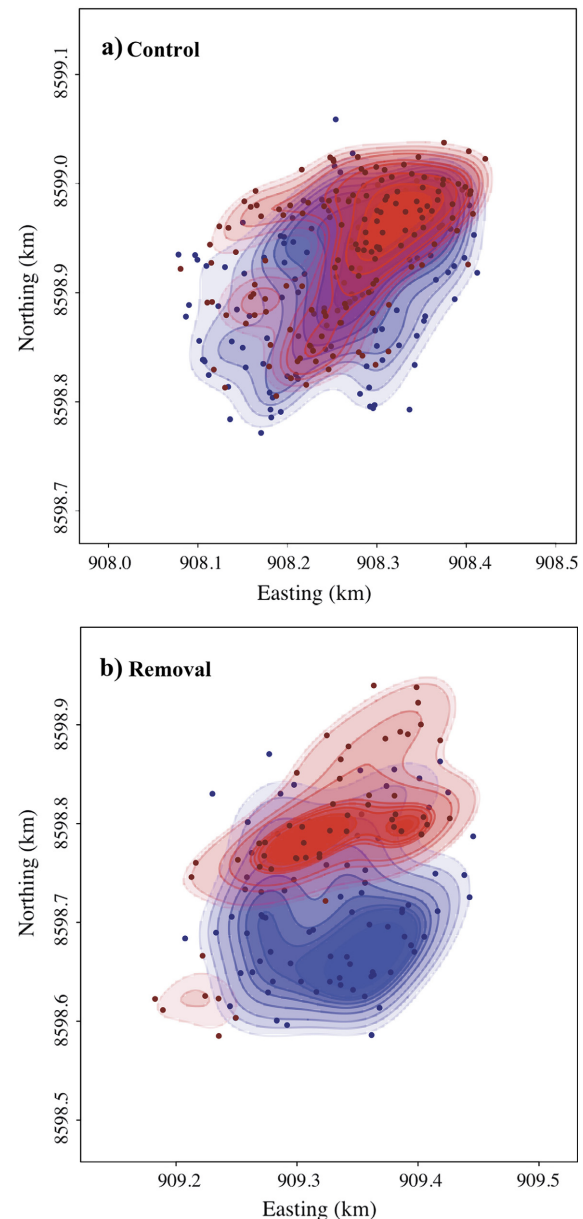 a) Control
8599.1
8599.0
8598.9
8598.8
8598.7
Northing (km)
908.0 908.1 908.2 908.3 908.4 908.5
Easting (km)
b) Removal
8598.9
8598.8
8598.7
8598.6
8598.5
Northing (km)
909.2 909.3 909.4 909.5
Easting (km)